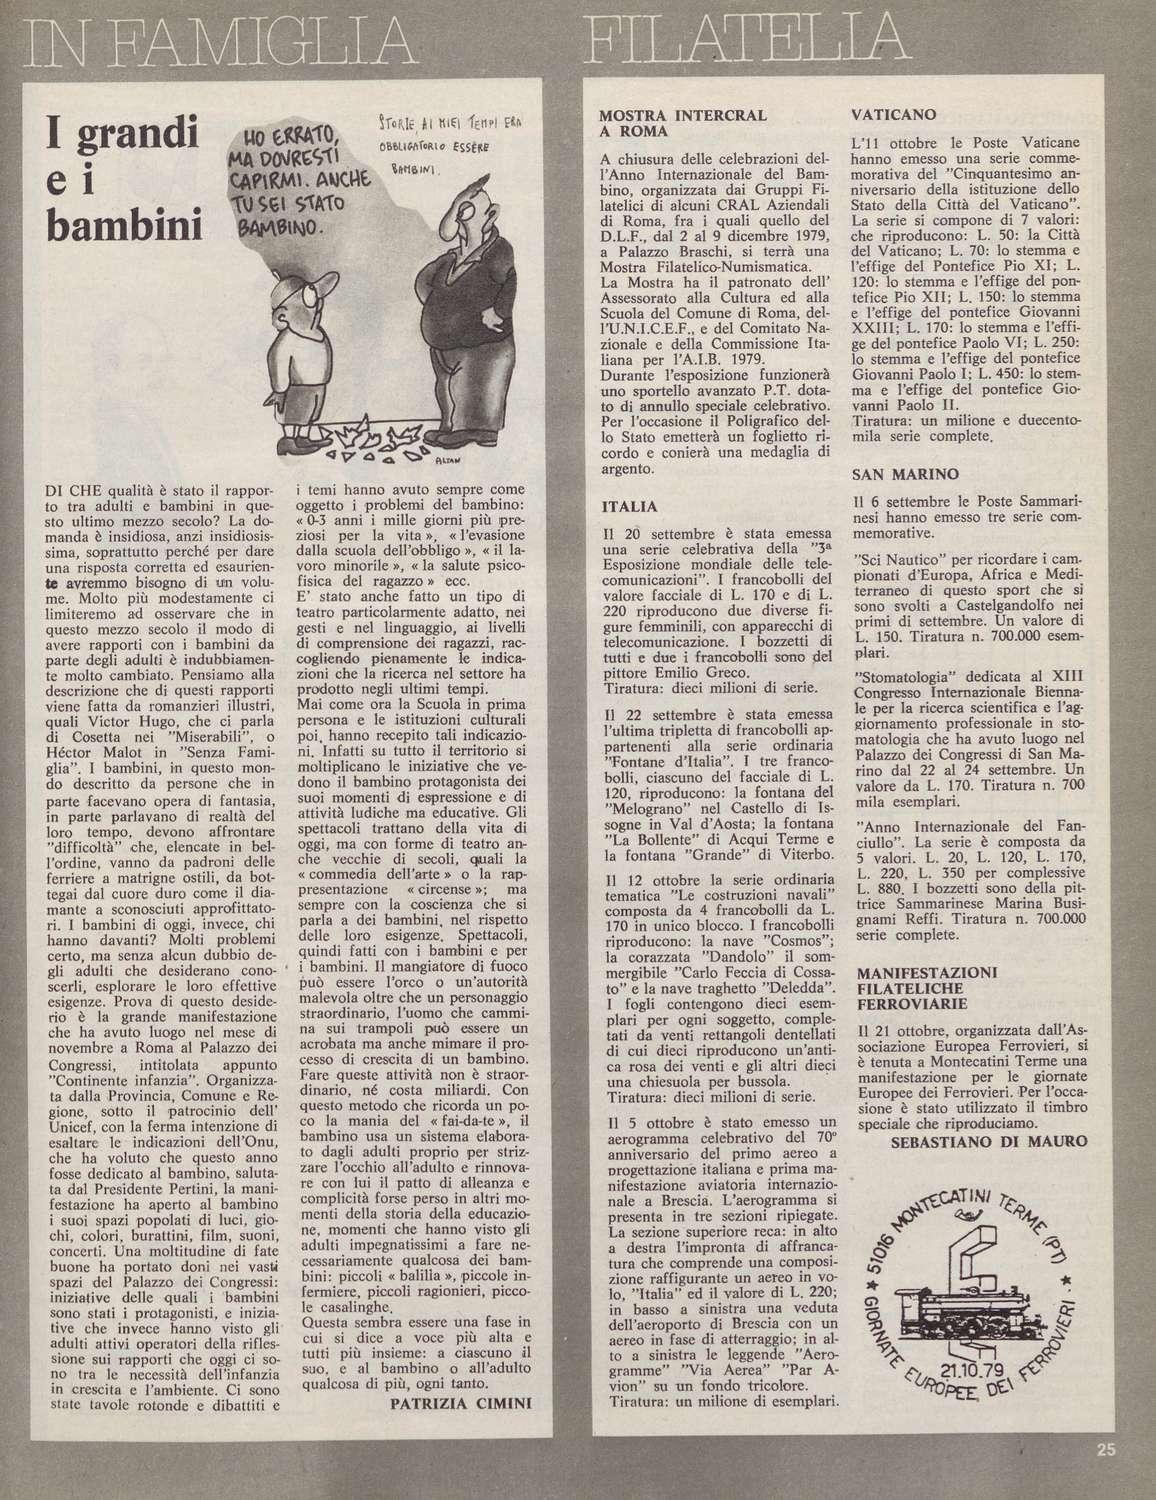 IN FAMIGLIA
I grandi
e i
bambini
HO ERRATO,
MA DOVRESTI
CAPIRMI. ANCHE
TU SEI STATO
BAMBINO.
STORIE. AI MIEI TEMPI ERA
OBBLIGATORIO ESSERE
BAMBINI.
ALTAN
DI CHE qualità è stato il rappor-
to tra adulti e bambini in que-
sto ultimo mezzo secolo? La do-
manda è insidiosa, anzi insidiosis-
sima, soprattutto perché per dare
una risposta corretta ed esaurien-
te avremmo bisogno di un volu-
me. Molto più modestamente ci
limiteremo ad osservare che in
questo mezzo secolo il modo di
avere rapporti con i bambini da
parte degli adulti è indubbiamen-
te molto cambiato. Pensiamo alla
descrizione che di questi rapporti
viene fatta da romanzieri illustri,
quali Victor Hugo, che ci parla
di Cosetta nei "Miserabili", o
Héctor Malot in "Senza Fami-
glia". I bambini, in questo mon-
do descritto da persone che in
parte facevano opera di fantasia,
in parte parlavano di realtà del
loro tempo, devono affrontare
"difficoltà" che, elencate in bel-
l'ordine, vanno da padroni delle
ferriere a matrigne ostili, da bot-
tegai dal cuore duro come il dia-
mante a sconosciuti approfittato-
ri. I bambini di oggi, invece, chi
hanno davanti? Molti problemi
certo, ma senza alcun dubbio de-
gli adulti che desiderano cono-
scerli, esplorare le loro effettive
esigenze. Prova di questo deside-
rio è la grande manifestazione
che ha avuto luogo nel mese di
novembre a Roma al Palazzo dei
Congressi, intitolata appunto
"Continente infanzia". Organizza-
ta dalla Provincia, Comune e Re-
gione, sotto il patrocinio dell'
Unicef, con la ferma intenzione di
esaltare le indicazioni dell'Onu,
che ha voluto che questo anno
fosse dedicato al bambino, saluta-
ta dal Presidente Pertini, la mani-
festazione ha aperto al bambino
i suoi spazi popolati di luci, gio-
chi, colori, burattini, film, suoni,
concerti. Una moltitudine di fate
buone ha portato doni nei vasti
spazi del Palazzo dei Congressi:
iniziative delle quali i bambini
sono stati i protagonisti, e inizia-
tive che invece hanno visto gli
adulti attivi operatori della rifles-
sione sui rapporti che oggi ci so-
no tra le necessità dell'infanzia
in crescita e l'ambiente. Ci sono
state tavole rotonde e dibattiti e
i temi hanno avuto sempre come
oggetto i problemi del bambino:
« 0-3 anni i mille giorni più pre-
ziosi per la vita », « l'evasione
dalla scuola dell'obbligo », « il la-
voro minorile », « la salute psico-
fisica del ragazzo » ecc.
E' stato anche fatto un tipo di
teatro particolarmente adatto, nei
gesti e nel linguaggio, ai livelli
di comprensione dei ragazzi, rac-
cogliendo pienamente le indica-
zioni che la ricerca nel settore ha
prodotto negli ultimi tempi.
Mai come ora la Scuola in prima
persona e le istituzioni culturali
poi, hanno recepito tali indicazio-
ni. Infatti su tutto il territorio si
moltiplicano le iniziative che ve-
dono il bambino protagonista dei
suoi momenti di espressione e di
attività ludiche ma educative. Gli
spettacoli trattano della vita di
oggi, ma con forme di teatro an-
che vecchie di secoli, quali la
« commedia dell'arte » o la rap-
presentazione « circense »; ma
sempre con la coscienza che si
parla a dei bambini, nel rispetto
delle loro esigenze. Spettacoli,
quindi fatti con i bambini e per
i bambini. Il mangiatore di fuoco
può essere l'orco o un'autorità
malevola oltre che un personaggio
straordinario, l'uomo che cammi-
na sui trampoli può essere un
acrobata ma anche mimare il pro-
cesso di crescita di un bambino.
Fare queste attività non è straor-
dinario, né costa miliardi. Con
questo metodo che ricorda un po-
co la mania del « fai-da-te », il
bambino usa un sistema elabora-
to dagli adulti proprio per striz-
zare l'occhio all'adulto e rinnova-
re con lui il patto di alleanza e
complicità forse perso in altri mo-
menti della storia della educazio-
ne, momenti che hanno visto gli
adulti impegnatissimi a fare ne-
cessariamente qualcosa dei bam-
bini: piccoli « balilia », piccole in-
fermiere, piccoli ragionieri, picco-
le casalinghe.
Questa sembra essere una fase in
cui si dice a voce più alta e
tutti più insieme: a ciascuno il
suo, e al bambino o all'adulto
qualcosa di più, ogni tanto.
PATRIZIA CIMINI
FILATELIA
MOSTRA INTERCRAL
A ROMA
A chiusura delle celebrazioni del-
l'Anno Internazionale del Bam-
bino, organizzata dai Gruppi Fi-
latelici di alcuni CRAL Aziendali
di Roma, fra i quali quello del
D.L.F., dal 2 al 9 dicembre 1979,
a Palazzo Braschi, si terrà una
Mostra Filatelico-Numismatica.
La Mostra ha il patronato dell'
Assessorato alla Cultura ed alla
Scuola del Comune di Roma, del-
l'U.N.I.C.E.F., e del Comitato Na-
zionale e della Commissione Ita-
liana per l'A.I.B. 1979.
Durante l'esposizione funzionerà
uno sportello avanzato P.T. dota-
to di annullo speciale celebrativo.
Per l'occasione il Poligrafico del-
lo Stato emetterà un foglietto ri-
cordo e conierà una medaglia di
argento.
ITALIA
Il 20 settembre è stata emessa
una serie celebrativa della "3ª
Esposizione mondiale delle tele-
comunicazioni". I francobolli del
valore facciale di L. 170 e di L.
220 riproducono due diverse fi-
gure femminili, con apparecchi di
telecomunicazione. I bozzetti di
tutti e due i francobolli sono del
pittore Emilio Greco.
Tiratura: dieci milioni di serie.
Il 22 settembre è stata emessa
l'ultima tripletta di francobolli ap-
partenenti alla serie ordinaria
"Fontane d'Italia". I tre franco-
bolli, ciascuno del facciale di L.
120, riproducono: la fontana del
"Melograno" nel Castello di Is-
sogne in Val d'Aosta; la fontana
"La Bollente" di Acqui Terme e
la fontana "Grande" di Viterbo.
Il 12 ottobre la serie ordinaria
tematica "Le costruzioni navali"
composta da 4 francobolli da L.
170 in unico blocco. I francobolli
riproducono: la nave "Cosmos";
la corazzata "Dandolo" il som-
mergibile "Carlo Feccia di Cossa-
to" e la nave traghetto "Deledda".
I fogli contengono dieci esem-
plari per ogni soggetto, comple-
tati da venti rettangoli dentellati
di cui dieci riproducono un'anti-
ca rosa dei venti e gli altri dieci
una chiesuola per bussola.
Tiratura: dieci milioni di serie.
Il 5 ottobre è stato emesso un
aerogramma celebrativo del 70º
anniversario del primo aereo a
progettazione italiana e prima ma-
nifestazione aviatoria internazio-
nale a Brescia. L'aerogramma si
presenta in tre sezioni ripiegate.
La sezione superiore reca: in alto
a destra l'impronta di affranca-
tura che comprende una composi-
zione raffigurante un aereo in vo-
lo, "Italia" ed il valore di L. 220;
in basso a sinistra una veduta
dell'aeroporto di Brescia con un
aereo in fase di atterraggio; in al-
to a sinistra le leggende "Aero-
gramme" "Via Aerea" "Par A-
vion" su un fondo tricolore.
Tiratura: un milione di esemplari.
VATICANO
L'11 ottobre le Poste Vaticane
hanno emesso una serie comme-
morativa del "Cinquantesimo an-
niversario della istituzione dello
Stato della Città del Vaticano".
La serie si compone di 7 valori:
che riproducono: L. 50: la Città
del Vaticano; L. 70: lo stemma e
l'effige del Pontefice Pio XI; L.
120: lo stemma e l'effige del pon-
tefice Pio XII; L. 150: lo stemma
e l'effige del pontefice Giovanni
XXIII; L. 170: lo stemma e l'effi-
ge del pontefice Paolo VI; L. 250:
lo stemma e l'effige del pontefice
Giovanni Paolo I; L. 450: lo stem-
ma e l'effige del pontefice Gio-
vanni Paolo II.
Tiratura: un milione e duecento-
mila serie complete.
SAN MARINO
Il 6 settembre le Poste Sammari-
nesi hanno emesso tre serie com-
memorative.
"Sci Nautico" per ricordare i cam-
pionati d'Europa, Africa e Medi-
terraneo di questo sport che si
sono svolti a Castelgandolfo nei
primi di settembre. Un valore di
L. 150. Tiratura n. 700.000 esem-
plari.
"Stomatologia" dedicata al XIII
Congresso Internazionale Bienna-
le per la ricerca scientifica e l'ag-
giornamento professionale in sto-
matologia che ha avuto luogo nel
Palazzo dei Congressi di San Ma-
rino dal 22 al 24 settembre. Un
valore da L. 170. Tiratura n. 700
mila esemplari.
"Anno Internazionale del Fan-
ciullo". La serie è composta da
5 valori. L. 20, L. 120, L. 170,
L. 220, L. 350 per complessive
L. 880. I bozzetti sono della pit-
trice Sammarinese Marina Busi-
gnami Reffi. Tiratura n. 700.000
serie complete.
MANIFESTAZIONI
FILATELICHE
FERROVIARIE
Il 21 ottobre, organizzata dall'As-
sociazione Europea Ferrovieri, si
è tenuta a Montecatini Terme una
manifestazione per le giornate
Europee dei Ferrovieri. Per l'occa-
sione è stato utilizzato il timbro
speciale che riproduciamo.
SEBASTIANO DI MAURO
51016 MONTECATINI TERME (PT)
21.10.79
★ GIORNATE EUROPEE DEI FERROVIERI ★
25